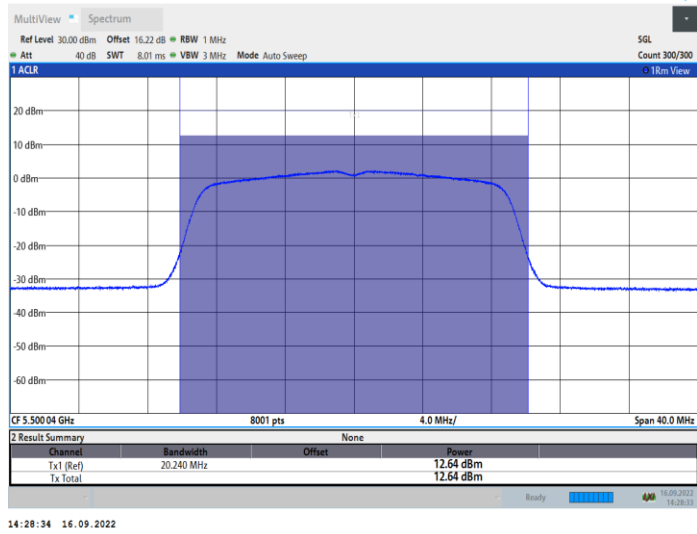 MultiView Spectrum
Ref Level 30.00 dBm Offset 16.22 dB RBW 1 MHz SGL
Att 40 dB SWT 8.01 ms VBW 3 MHz Mode Auto Sweep Count 300/300
1 ACLR 1Rm View
20 dBm
10 dBm
0 dBm
-10 dBm
-20 dBm
-30 dBm
-40 dBm
-50 dBm
-60 dBm
CF 5.500 04 GHz 8001 pts 4.0 MHz/ Span 40.0 MHz
2 Result Summary None
Channel Bandwidth Offset Power
Tx1 (Ref) 20.240 MHz 12.64 dBm
Tx Total 12.64 dBm
Ready 16.09.2022
14:28:33
14:28:34 16.09.2022